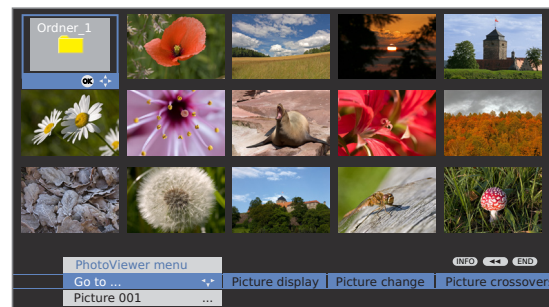 Ordner_1
OK
INFO ◄◄ END
PhotoViewer menu
Go to ... Picture display Picture change Picture crossover
Picture 001 ...